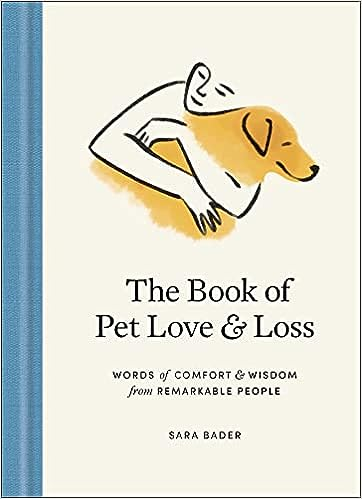 The Book of
Pet Love & Loss
WORDS of COMFORT & WISDOM
from REMARKABLE PEOPLE
SARA BADER